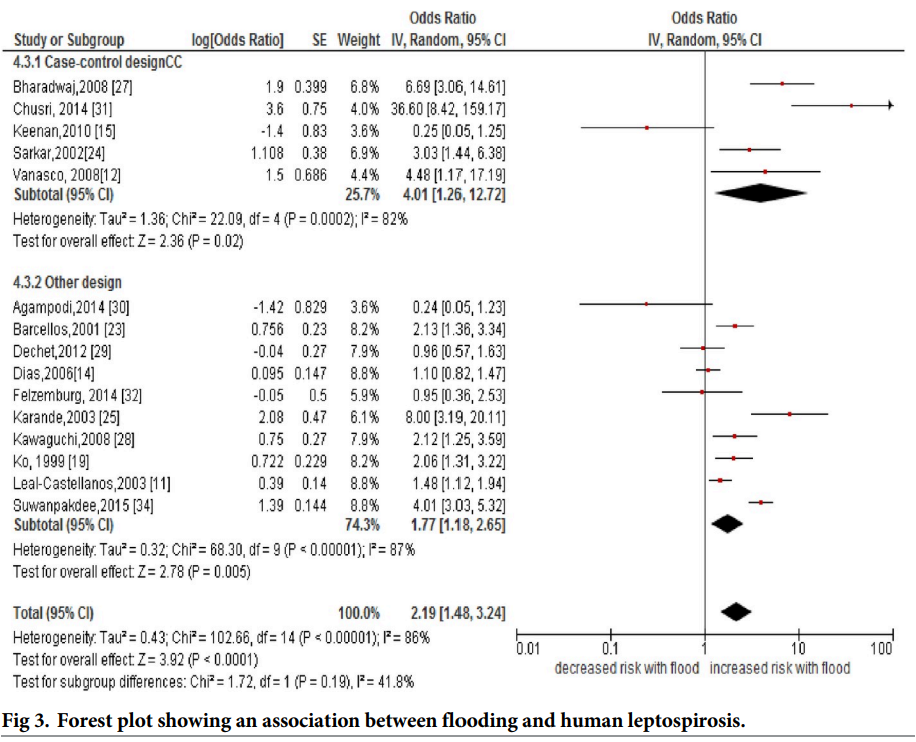 Odds Ratio Odds Ratio
Study or Subgroup log[Odds Ratio] SE Weight IV, Random, 95% CI IV, Random, 95% CI
4.3.1 Case-control designCC
Bharadwaj,2008 [27] 1.9 0.399 6.8% 6.69 [3.06, 14.61]
Chusri, 2014 [31] 3.6 0.75 4.0% 36.60 [8.42, 159.17]
Keenan,2010 [15] -1.4 0.83 3.6% 0.25 [0.05, 1.25]
Sarkar,2002[24] 1.108 0.38 6.9% 3.03 [1.44, 6.38]
Vanasco, 2008[12] 1.5 0.686 4.4% 4.48 [1.17, 17.19]
Subtotal (95% CI) 25.7% 4.01 [1.26, 12.72]
Heterogeneity: Tau² = 1.36; Chi² = 22.09, df = 4 (P = 0.0002); I² = 82%
Test for overall effect: Z = 2.36 (P = 0.02)
4.3.2 Other design
Agampodi,2014 [30] -1.42 0.829 3.6% 0.24 [0.05, 1.23]
Barcellos,2001 [23] 0.756 0.23 8.2% 2.13 [1.36, 3.34]
Dechet,2012 [29] -0.04 0.27 7.9% 0.96 [0.57, 1.63]
Dias,2006[14] 0.095 0.147 8.8% 1.10 [0.82, 1.47]
Felzemburg, 2014 [32] -0.05 0.5 5.9% 0.95 [0.36, 2.53]
Karande,2003 [25] 2.08 0.47 6.1% 8.00 [3.19, 20.11]
Kawaguchi,2008 [28] 0.75 0.27 7.9% 2.12 [1.25, 3.59]
Ko, 1999 [19] 0.722 0.229 8.2% 2.06 [1.31, 3.22]
Leal-Castellanos,2003 [11] 0.39 0.14 8.8% 1.48 [1.12, 1.94]
Suwanpakdee,2015 [34] 1.39 0.144 8.8% 4.01 [3.03, 5.32]
Subtotal (95% CI) 74.3% 1.77 [1.18, 2.65]
Heterogeneity: Tau² = 0.32; Chi² = 68.30, df = 9 (P < 0.00001); I² = 87%
Test for overall effect: Z = 2.78 (P = 0.005)
Total (95% CI) 100.0% 2.19 [1.48, 3.24]
Heterogeneity: Tau² = 0.43; Chi² = 102.66, df = 14 (P < 0.00001); I² = 86%
Test for overall effect: Z = 3.92 (P < 0.0001)
Test for subgroup differences: Chi² = 1.72, df = 1 (P = 0.19), I² = 41.8%
0.01 0.1 1 10 100
decreased risk with flood increased risk with flood
Fig 3. Forest plot showing an association between flooding and human leptospirosis.